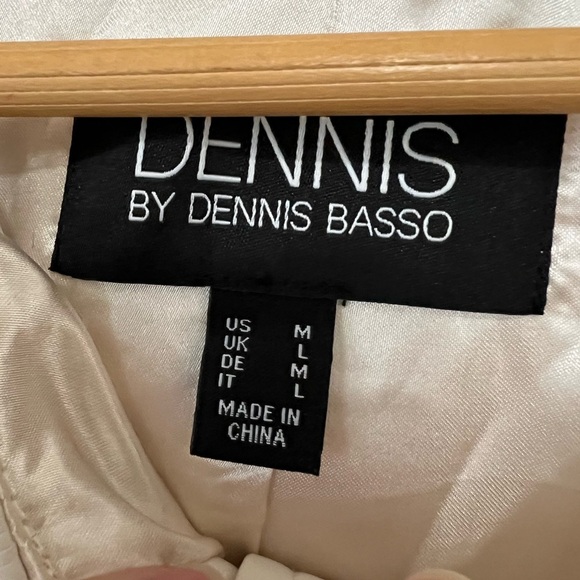 DENNIS
BY DENNIS BASSO
US M
UK L
DE M
IT L
MADE IN
CHINA